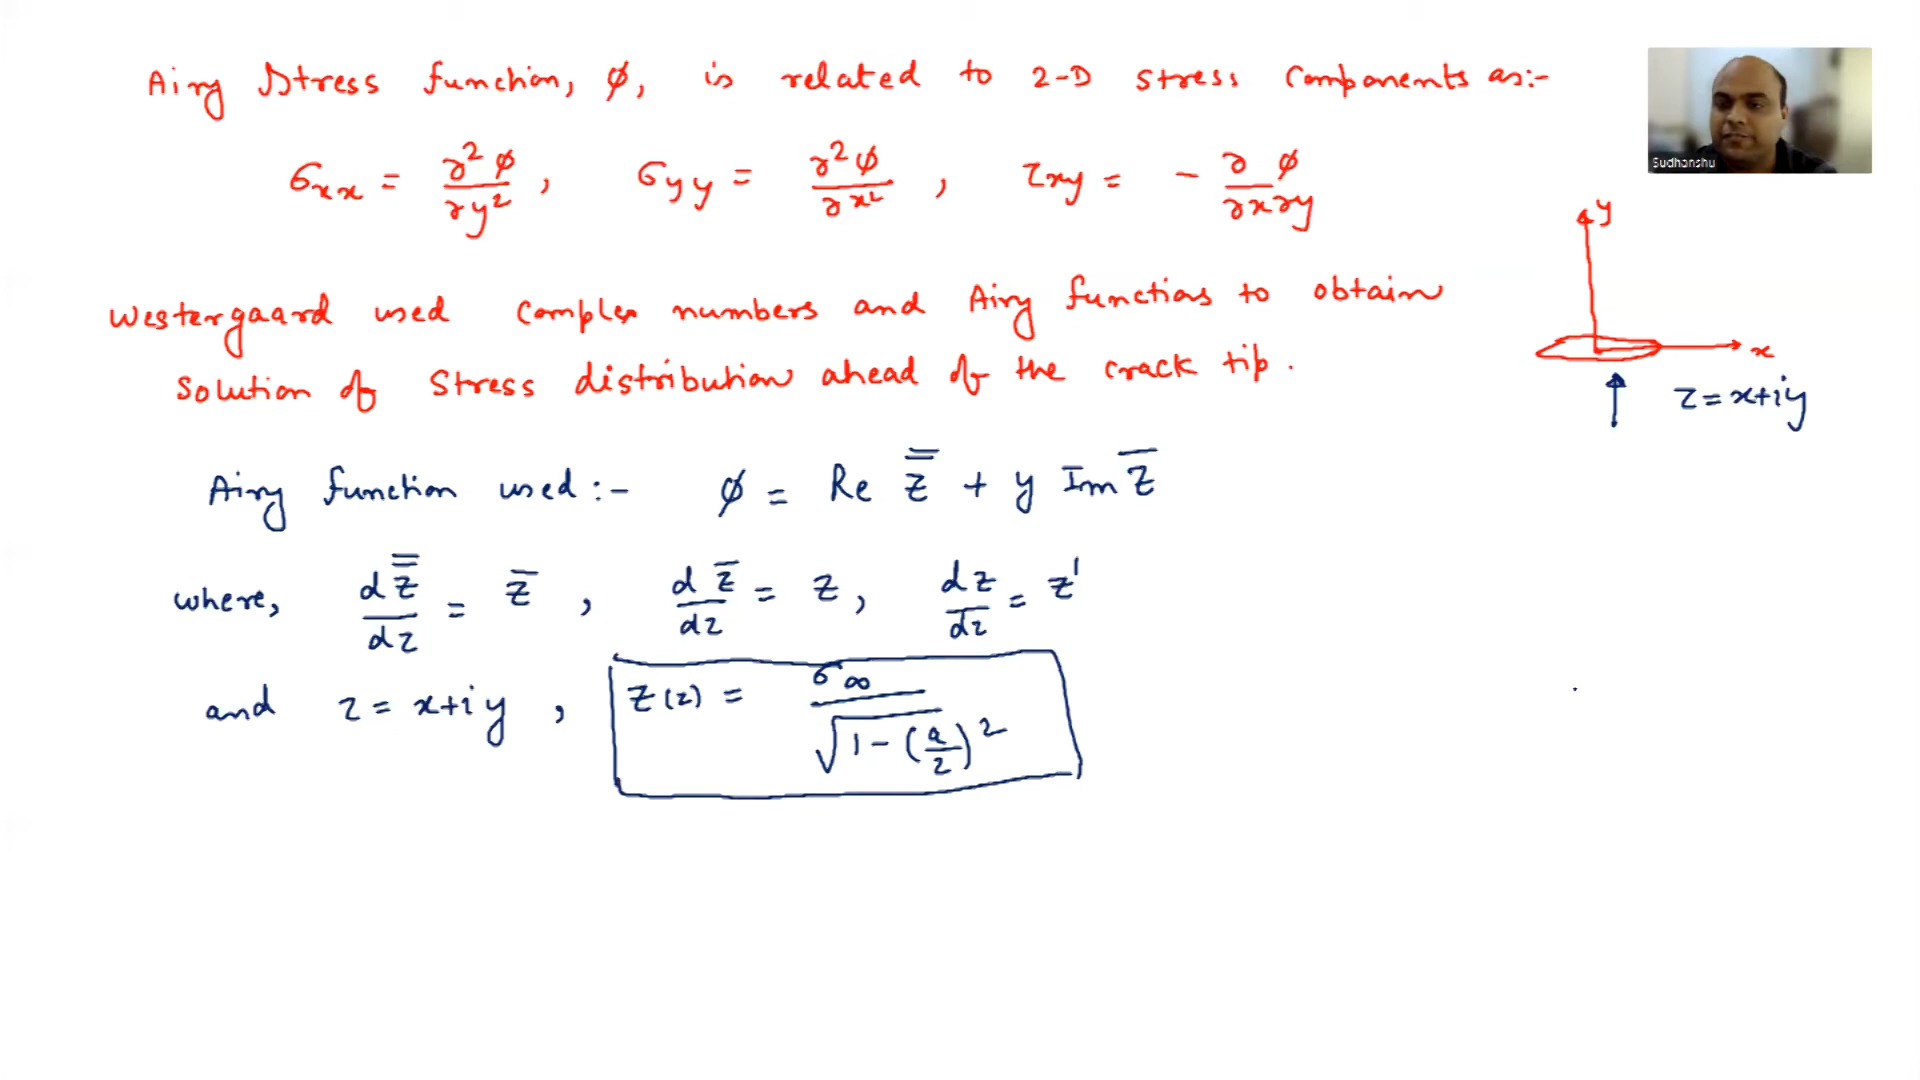 Airy Stress function, φ, is related to 2-D stress components as:-
σxx = ∂²φ/∂y² , σyy = ∂²φ/∂x² , τxy = - ∂φ/∂x∂y
Sudhanshu
y
Westergaard used complex numbers and Airy functions to obtain
x
solution of stress distribution ahead of the crack tip.
z = x+iy
Airy function used :- φ = Re Z̿ + y Im Z̅
where, dZ̿/dz = Z̅ , dZ̅/dz = Z , dZ/dz = Z'
and z = x+iy , Z(z) = σ∞/√(1-(a/z)²)